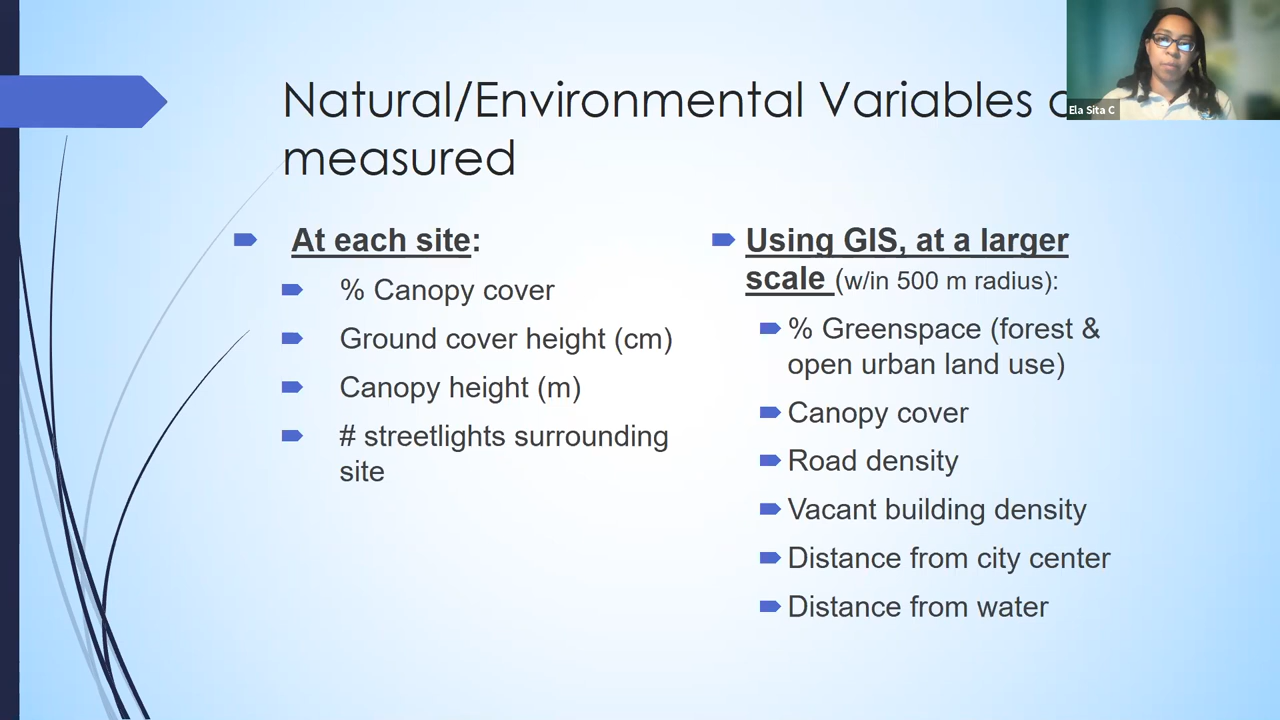 Natural/Environmental Variables
measured
At each site:
% Canopy cover
Ground cover height (cm)
Canopy height (m)
# streetlights surrounding
site
Using GIS, at a larger
scale (w/in 500 m radius):
% Greenspace (forest &
open urban land use)
Canopy cover
Road density
Vacant building density
Distance from city center
Distance from water
Ela Sita C